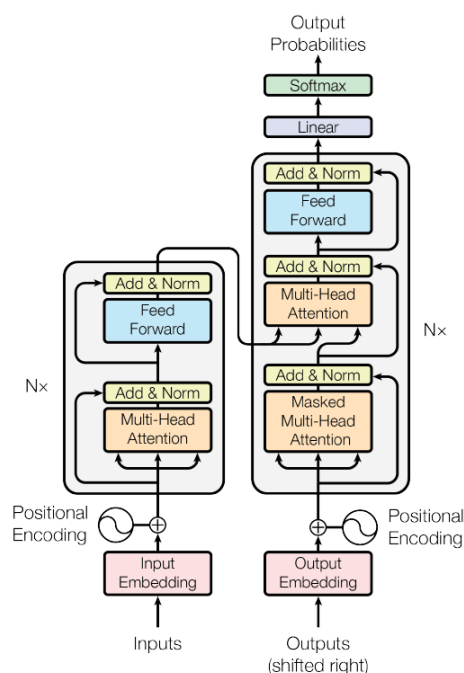 Output
Probabilities
Softmax
Linear
Add & Norm
Feed
Forward
Add & Norm
Multi-Head
Attention
Add & Norm
Masked
Multi-Head
Attention
Nx
Positional
Encoding
Output
Embedding
Outputs
(shifted right)
Add & Norm
Feed
Forward
Add & Norm
Multi-Head
Attention
Nx
Positional
Encoding
Input
Embedding
Inputs